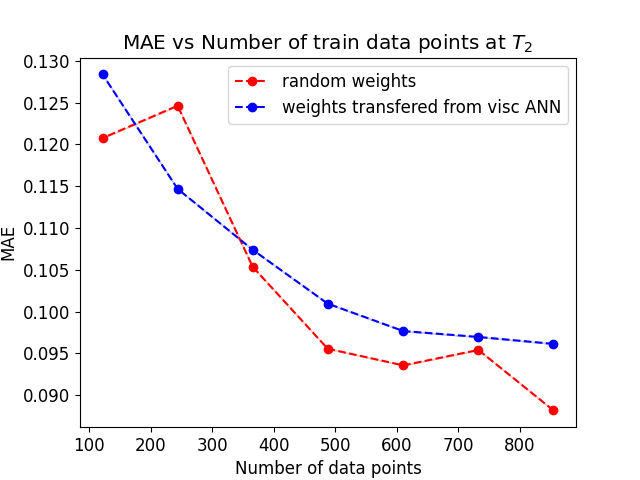 MAE vs Number of train data points at T₂
random weights
weights transfered from visc ANN
0.130
0.125
0.120
0.115
0.110
0.105
0.100
0.095
0.090
MAE
100 200 300 400 500 600 700 800
Number of data points